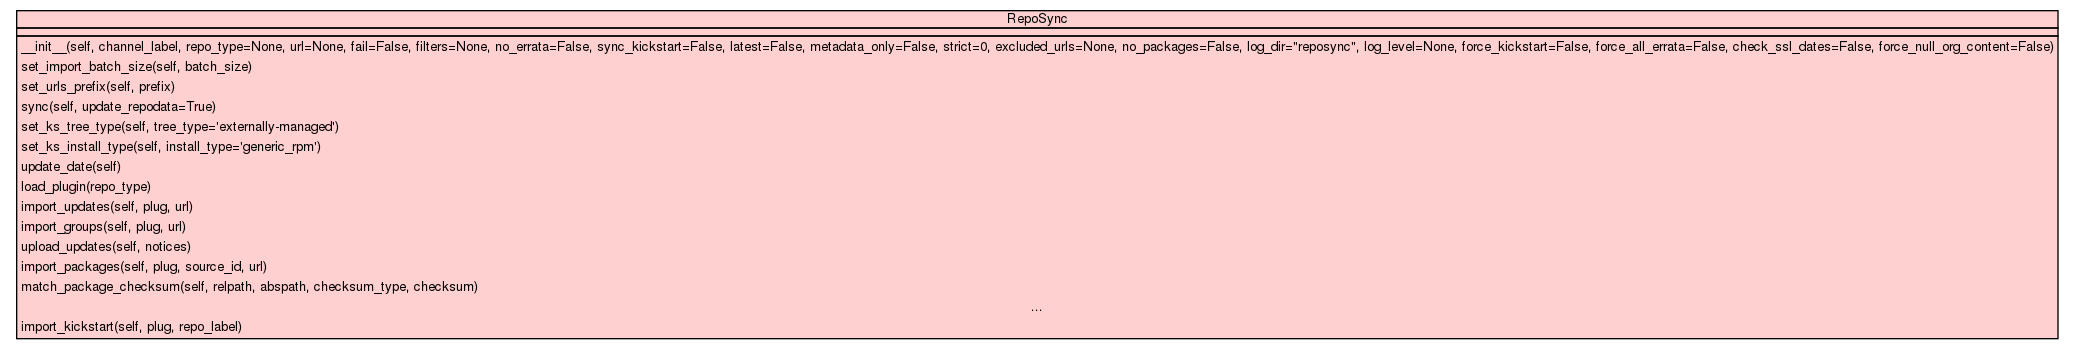 RepoSync
__init__(self, channel_label, repo_type=None, url=None, fail=False, filters=None, no_errata=False, sync_kickstart=False, latest=False, metadata_only=False, strict=0, excluded_urls=None, no_packages=False, log_dir="reposync", log_level=None, force_kickstart=False, force_all_errata=False, check_ssl_dates=False, force_null_org_content=False)
set_import_batch_size(self, batch_size)
set_urls_prefix(self, prefix)
sync(self, update_repodata=True)
set_ks_tree_type(self, tree_type='externally-managed')
set_ks_install_type(self, install_type='generic_rpm')
update_date(self)
load_plugin(repo_type)
import_updates(self, plug, url)
import_groups(self, plug, url)
upload_updates(self, notices)
import_packages(self, plug, source_id, url)
match_package_checksum(self, relpath, abspath, checksum_type, checksum)
...
import_kickstart(self, plug, repo_label)